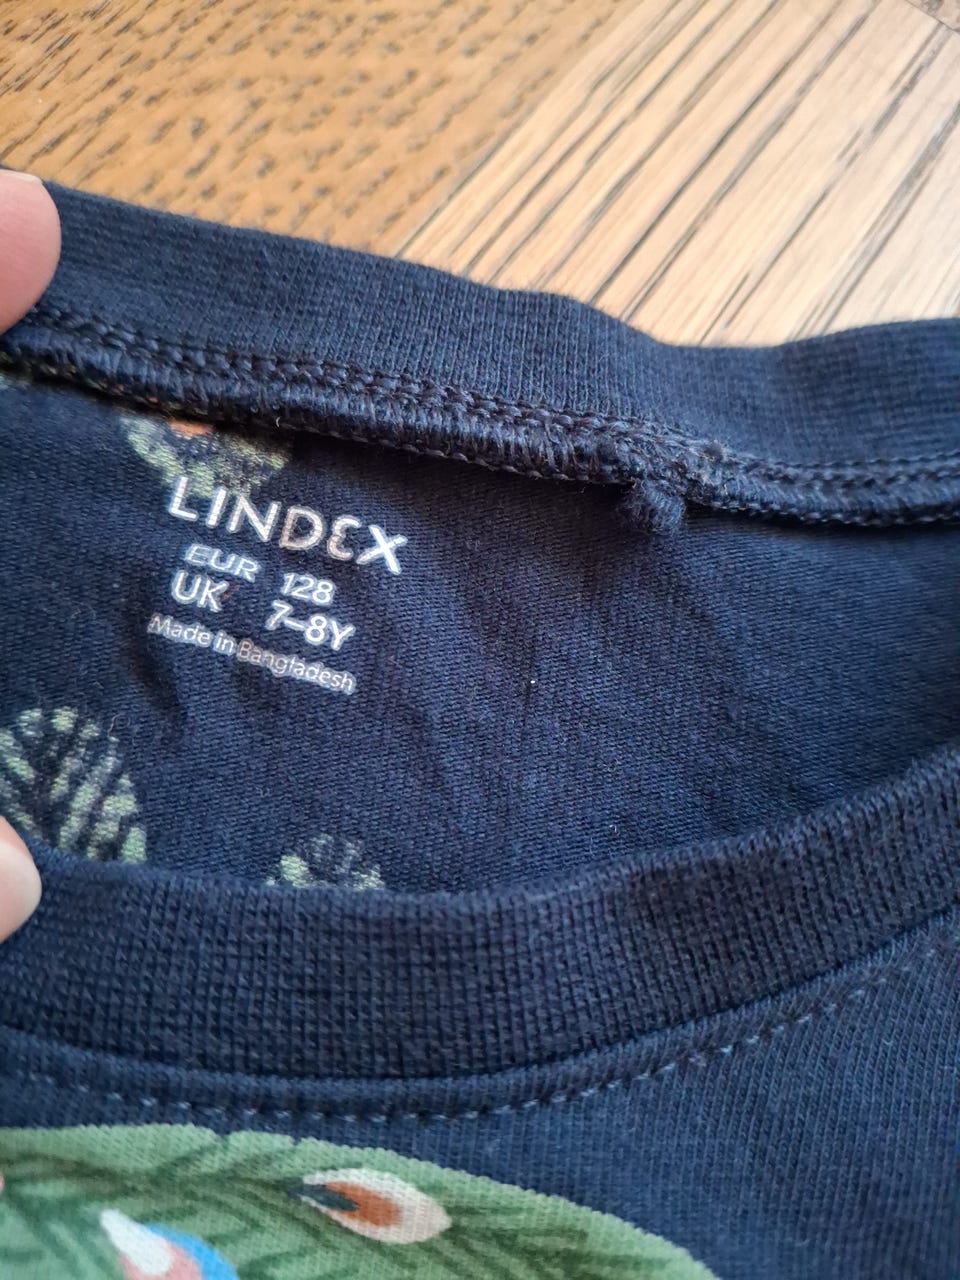 LINDEX
EUR 128
UK 7–8Y
Made in Bangladesh